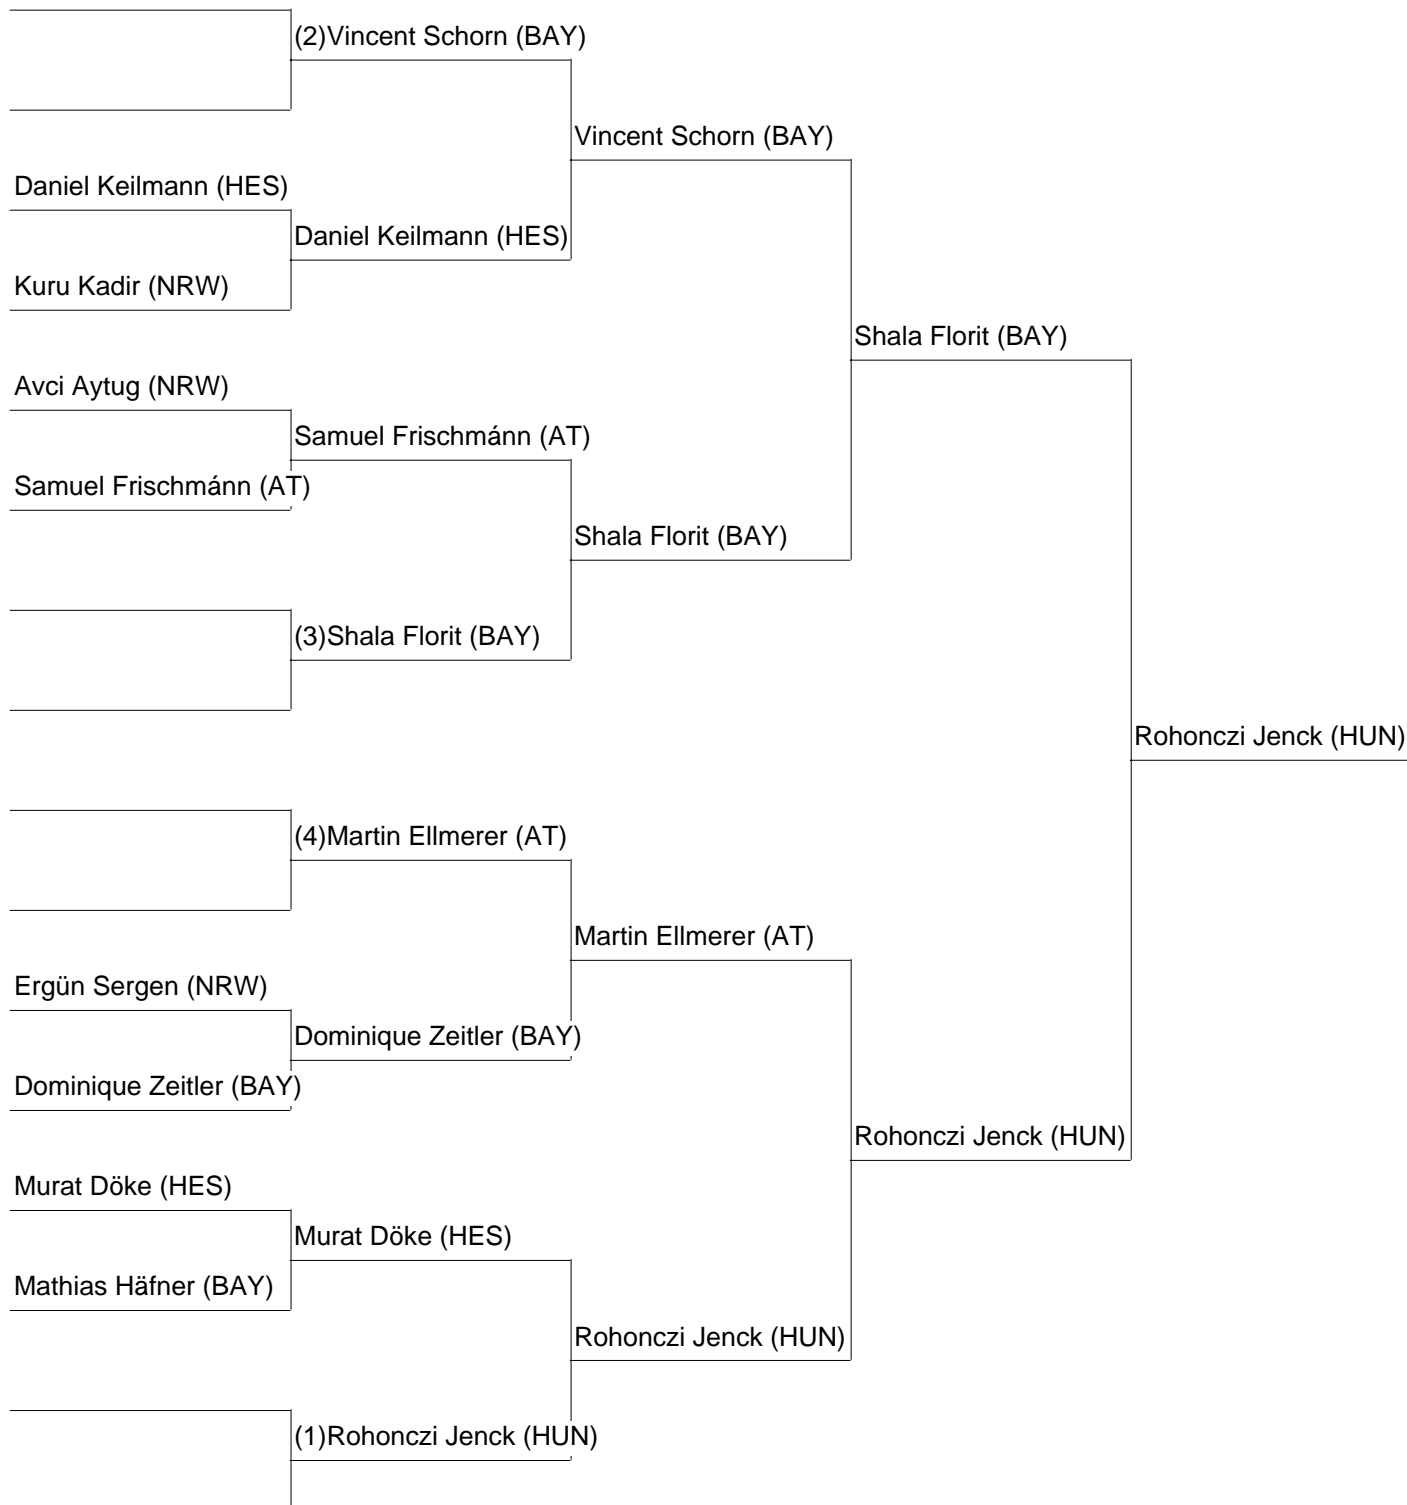 (2)Vincent Schorn (BAY)
Vincent Schorn (BAY)
Daniel Keilmann (HES)
Daniel Keilmann (HES)
Kuru Kadir (NRW)
Shala Florit (BAY)
Avci Aytug (NRW)
Samuel Frischmánn (AT)
Samuel Frischmánn (AT)
Shala Florit (BAY)
(3)Shala Florit (BAY)
Rohonczi Jenck (HUN)
(4)Martin Ellmerer (AT)
Martin Ellmerer (AT)
Ergün Sergen (NRW)
Dominique Zeitler (BAY)
Dominique Zeitler (BAY)
Rohonczi Jenck (HUN)
Murat Döke (HES)
Murat Döke (HES)
Mathias Häfner (BAY)
Rohonczi Jenck (HUN)
(1)Rohonczi Jenck (HUN)